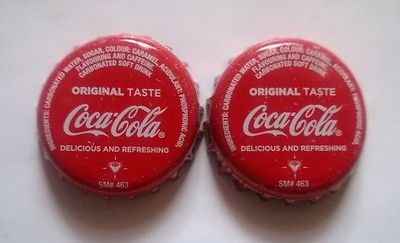 INGREDIENTS: CARBONATED WATER, SUGAR, COLOUR: CARAMEL, ACIDULANT: PHOSPHORIC ACID,
FLAVOURING AND CAFFEINE.
CARBONATED SOFT DRINK
ORIGINAL TASTE
Coca-Cola®
DELICIOUS AND REFRESHING
SM# 463
INGREDIENTS: CARBONATED WATER, SUGAR, COLOUR: CARAMEL, ACIDULANT: PHOSPHORIC ACID,
FLAVOURING AND CAFFEINE.
CARBONATED SOFT DRINK
ORIGINAL TASTE
Coca-Cola®
DELICIOUS AND REFRESHING
SM# 463